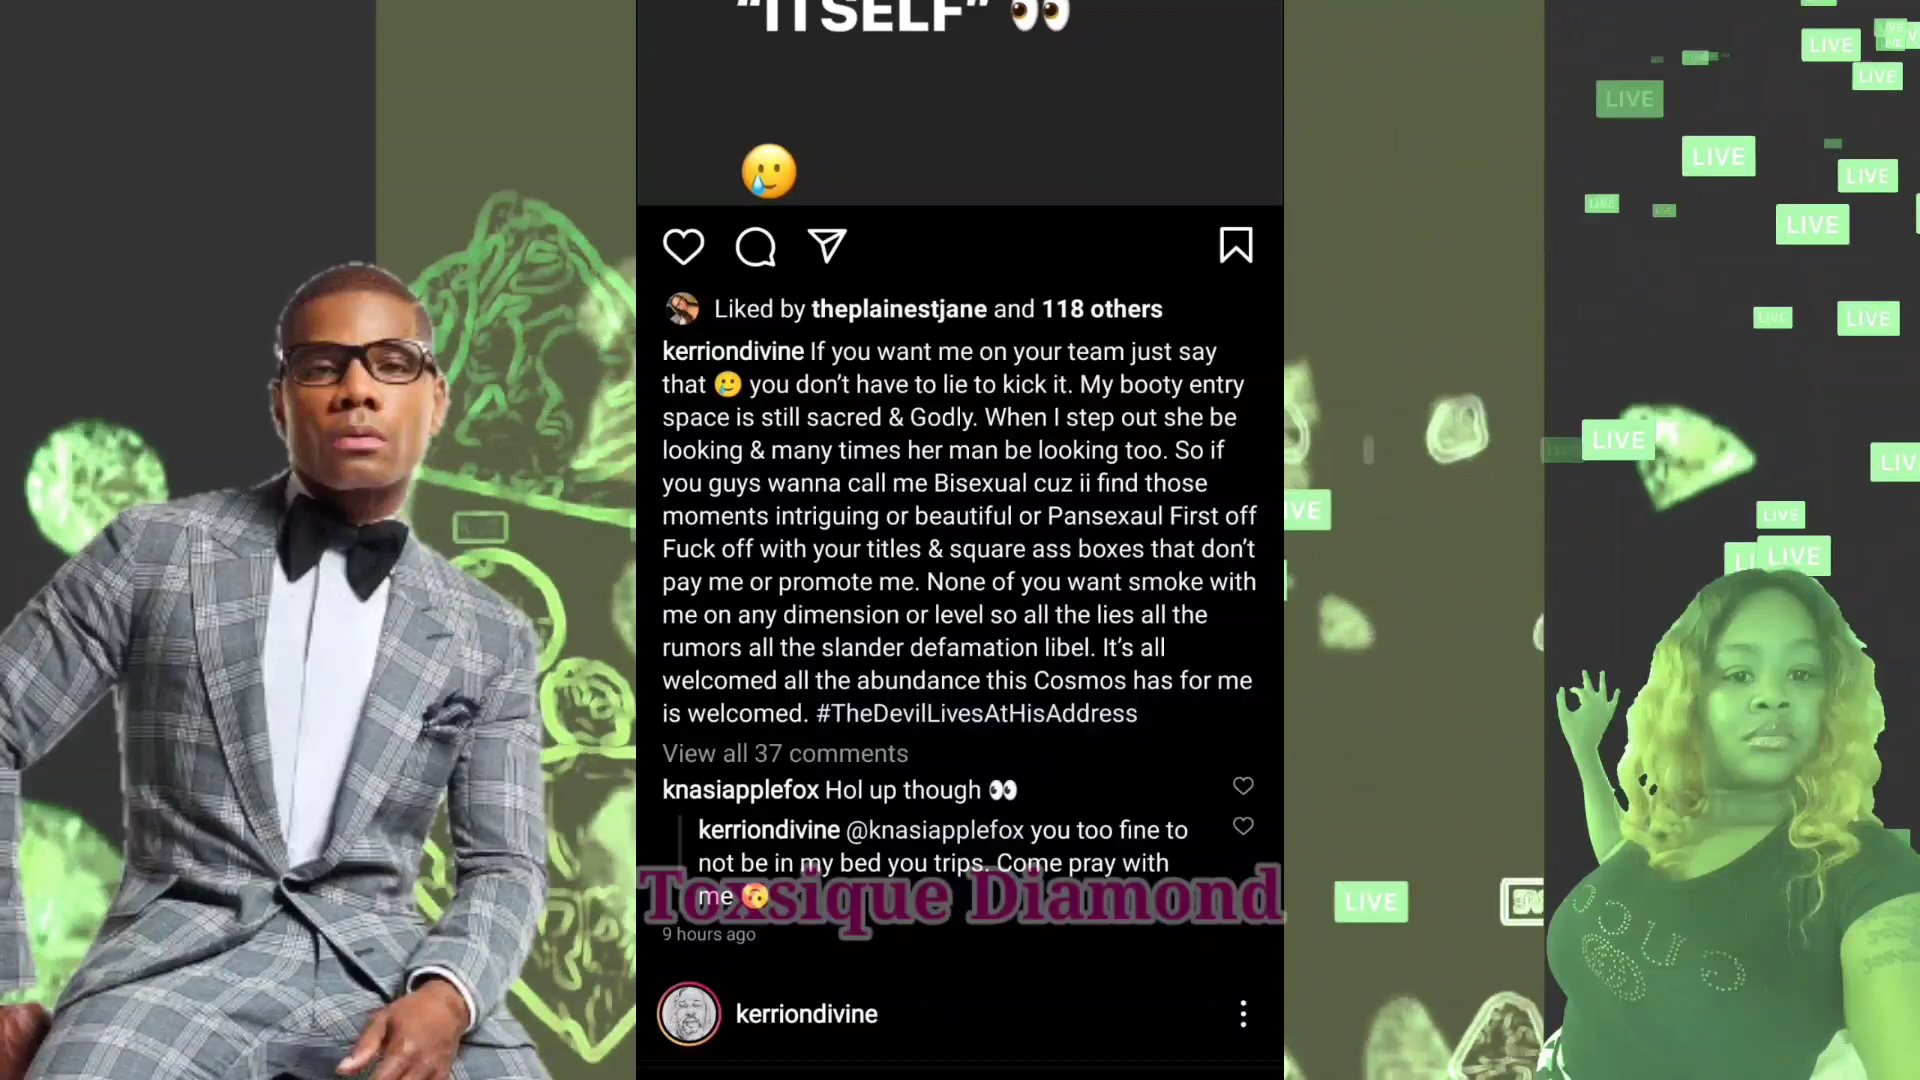 "ITSELF" 👀
🥲
Liked by theplainestjane and 118 others
kerriondivine If you want me on your team just say
that 🥲 you don't have to lie to kick it. My booty entry
space is still sacred & Godly. When I step out she be
looking & many times her man be looking too. So if
you guys wanna call me Bisexual cuz ii find those
moments intriguing or beautiful or Pansexaul First off
Fuck off with your titles & square ass boxes that don't
pay me or promote me. None of you want smoke with
me on any dimension or level so all the lies all the
rumors all the slander defamation libel. It's all
welcomed all the abundance this Cosmos has for me
is welcomed. #TheDevilLivesAtHisAddress
View all 37 comments
knasiapplefox Hol up though 👀
kerriondivine @knasiapplefox you too fine to
not be in my bed you trips. Come pray with
me 🙃
Toxsique Diamond
9 hours ago
kerriondivine
LIVE
LIVE
LIVE
LIVE
LIVE
LIVE
LIVE
LIVE
LIVE
LIVE
LIVE
LIVE
LIVE
LIVE